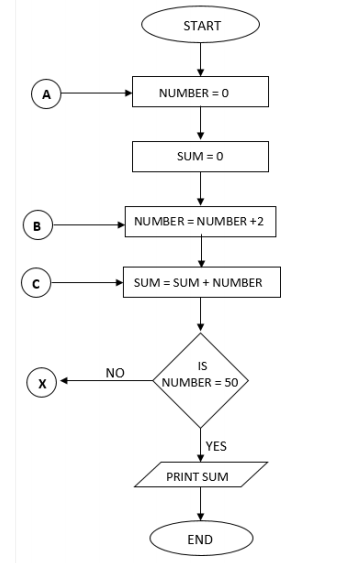 START
A
NUMBER = 0
SUM = 0
B
NUMBER = NUMBER +2
C
SUM = SUM + NUMBER
IS
NUMBER = 50
NO
X
YES
PRINT SUM
END